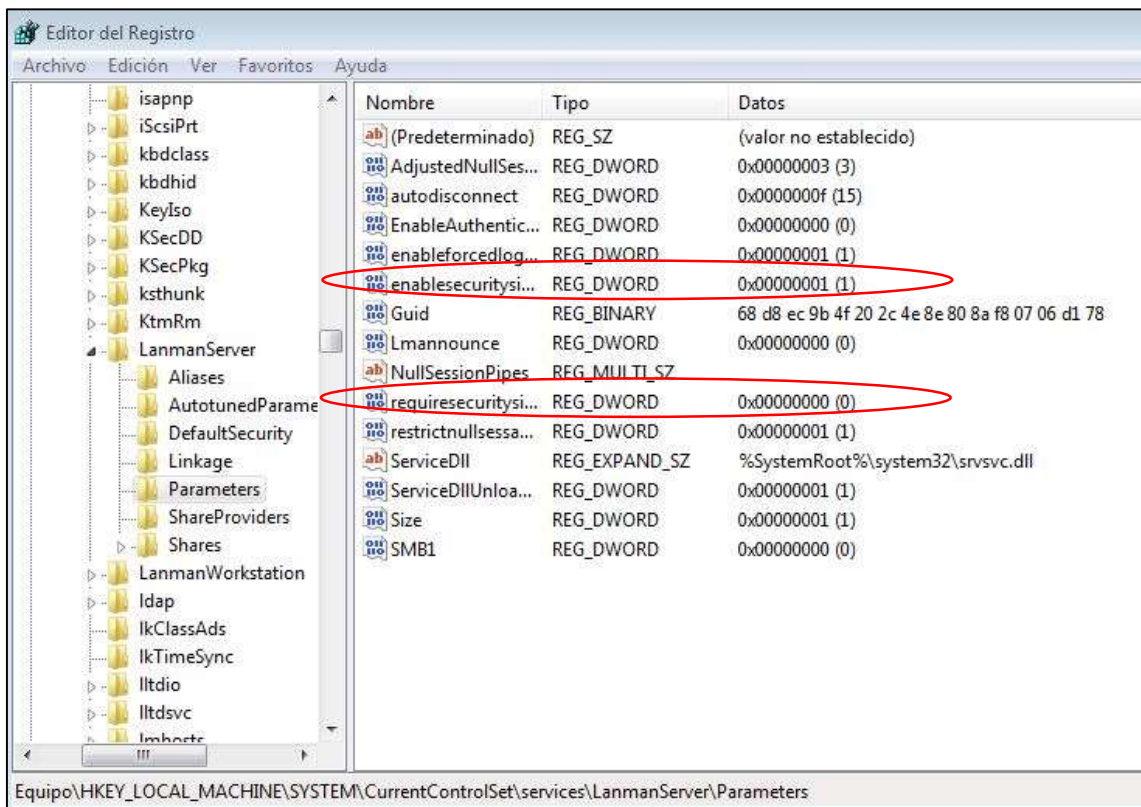 Editor del Registro
Archivo Edición Ver Favoritos Ayuda
isapnp
iScsiPrt
kbdclass
kbdhid
KeyIso
KSecDD
KSecPkg
ksthunk
KtmRm
LanmanServer
Aliases
AutotunedParame
DefaultSecurity
Linkage
Parameters
ShareProviders
Shares
LanmanWorkstation
ldap
lkClassAds
lkTimeSync
lltdio
lltdsvc
lmhosts
Nombre Tipo Datos
(Predeterminado) REG_SZ (valor no establecido)
AdjustedNullSes... REG_DWORD 0x00000003 (3)
autodisconnect REG_DWORD 0x0000000f (15)
EnableAuthentic... REG_DWORD 0x00000000 (0)
enableforcedlog... REG_DWORD 0x00000001 (1)
enablesecuritysi... REG_DWORD 0x00000001 (1)
Guid REG_BINARY 68 d8 ec 9b 4f 20 2c 4e 8e 80 8a f8 07 06 d1 78
Lmannounce REG_DWORD 0x00000000 (0)
NullSessionPipes REG_MULTI_SZ
requiresecuritysi... REG_DWORD 0x00000000 (0)
restrictnullsessa... REG_DWORD 0x00000001 (1)
ServiceDll REG_EXPAND_SZ %SystemRoot%\system32\srvsvc.dll
ServiceDllUnloa... REG_DWORD 0x00000001 (1)
Size REG_DWORD 0x00000001 (1)
SMB1 REG_DWORD 0x00000000 (0)
Equipo\HKEY_LOCAL_MACHINE\SYSTEM\CurrentControlSet\services\LanmanServer\Parameters